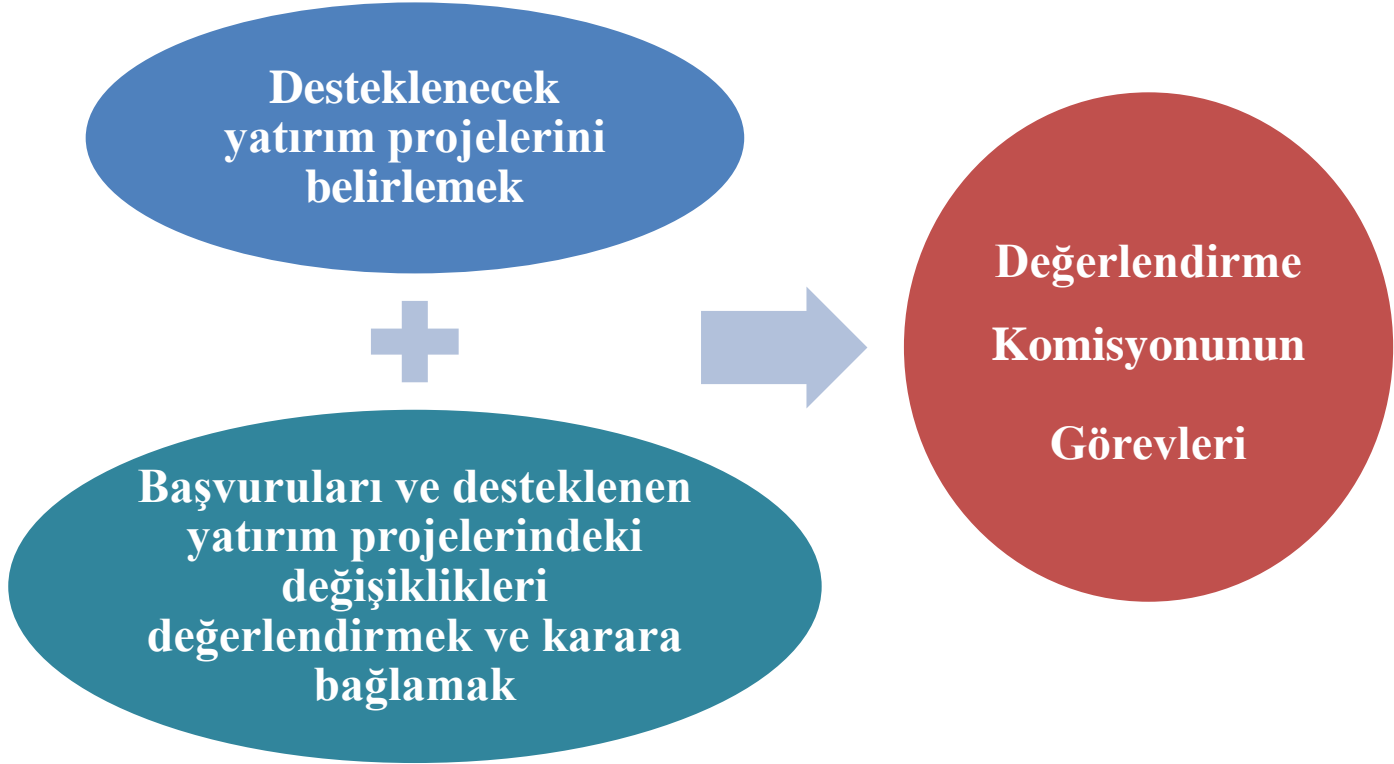 Desteklenecek
yatırım projelerini
belirlemek
Başvuruları ve desteklenen
yatırım projelerindeki
değişiklikleri
değerlendirmek ve karara
bağlamak
Değerlendirme
Komisyonunun
Görevleri